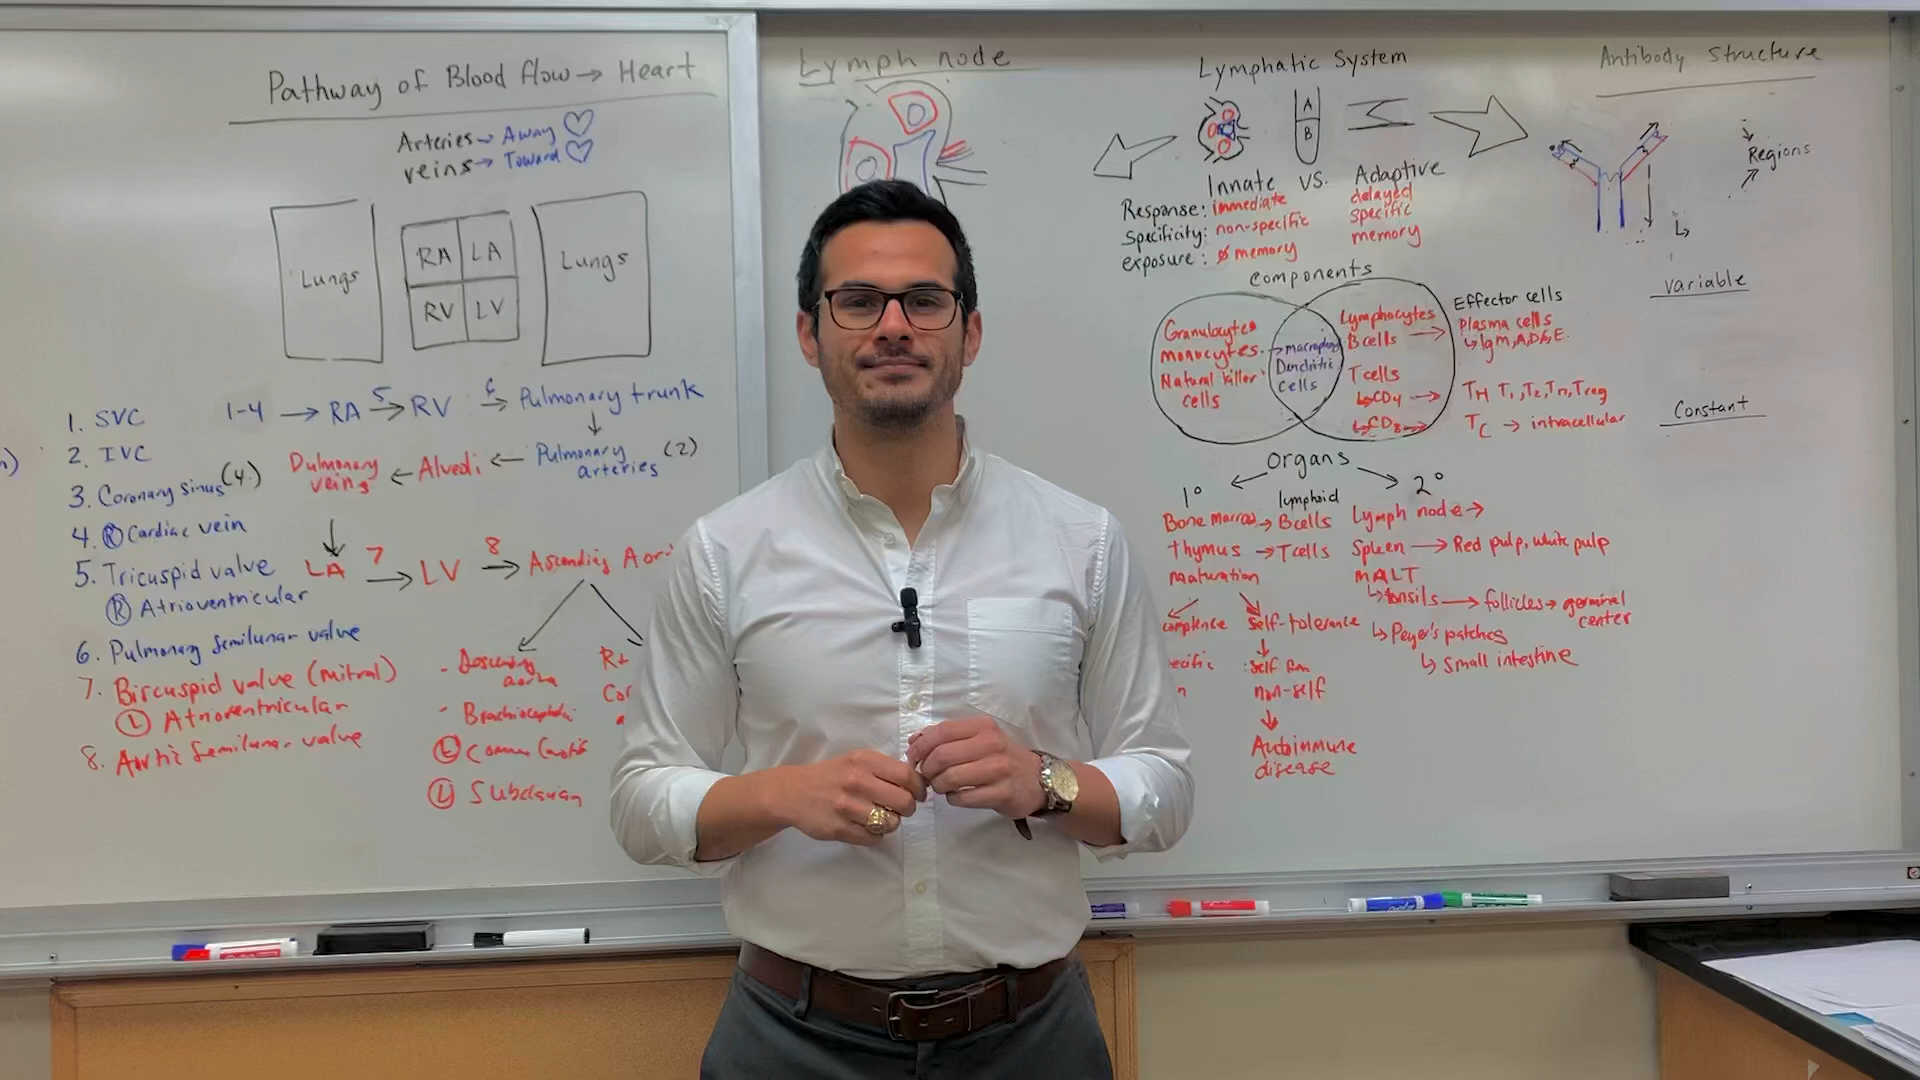 Pathway of Blood flow → Heart
Arteries → Away ♡
veins → Toward ♡
Lungs
RA LA
RV LV
Lungs
1. SVC
2. IVC
3. Coronary sinus (4.)
4. Ⓡ Cardiac vein
5. Tricuspid valve
Ⓡ Atrioventricular
6. Pulmonary Semilunar valve
7. Bircuspid valve (mitral)
Ⓛ Atrioventricular
8. Aortic Semilunar valve
1-4 → RA 5→ RV 6→ Pulmonary trunk
Pulmonary veins ← Alveoli ← Pulmonary arteries (2)
LA 7→ LV 8→ Ascending Aor
- Descending aorta
- Brachiocephalic
Ⓛ Common Carotid
Ⓛ Subclavian
Rt
Cor
a
Lymph node
Lymphatic System
A
B
Innate vs. Adaptive
Response: immediate delayed
Specificity: non-specific specific
exposure: ø memory memory
Components
Granulocytes
monocytes
Natural killer
cells
→ macrophag
Dendritic
cells
Lymphocytes
B cells →
T cells
↳ CD4 →
↳ CD8 →
Effector cells
Plasma cells
↳ IgM, A, D, G, E
TH T1, T2, T17, Treg
TC → intracellular
Organs
1° lymphoid 2°
Bone marrow → B cells
Thymus → T cells
maturation
competence
ecific
n
Self-tolerance
↓
Self from
non-self
↓
Autoimmune
disease
Lymph node →
Spleen → Red pulp, white pulp
MALT
↳ tonsils → follicles → germinal
center
↳ Peyer's patches
↳ Small intestine
Antibody Structure
Regions
variable
Constant